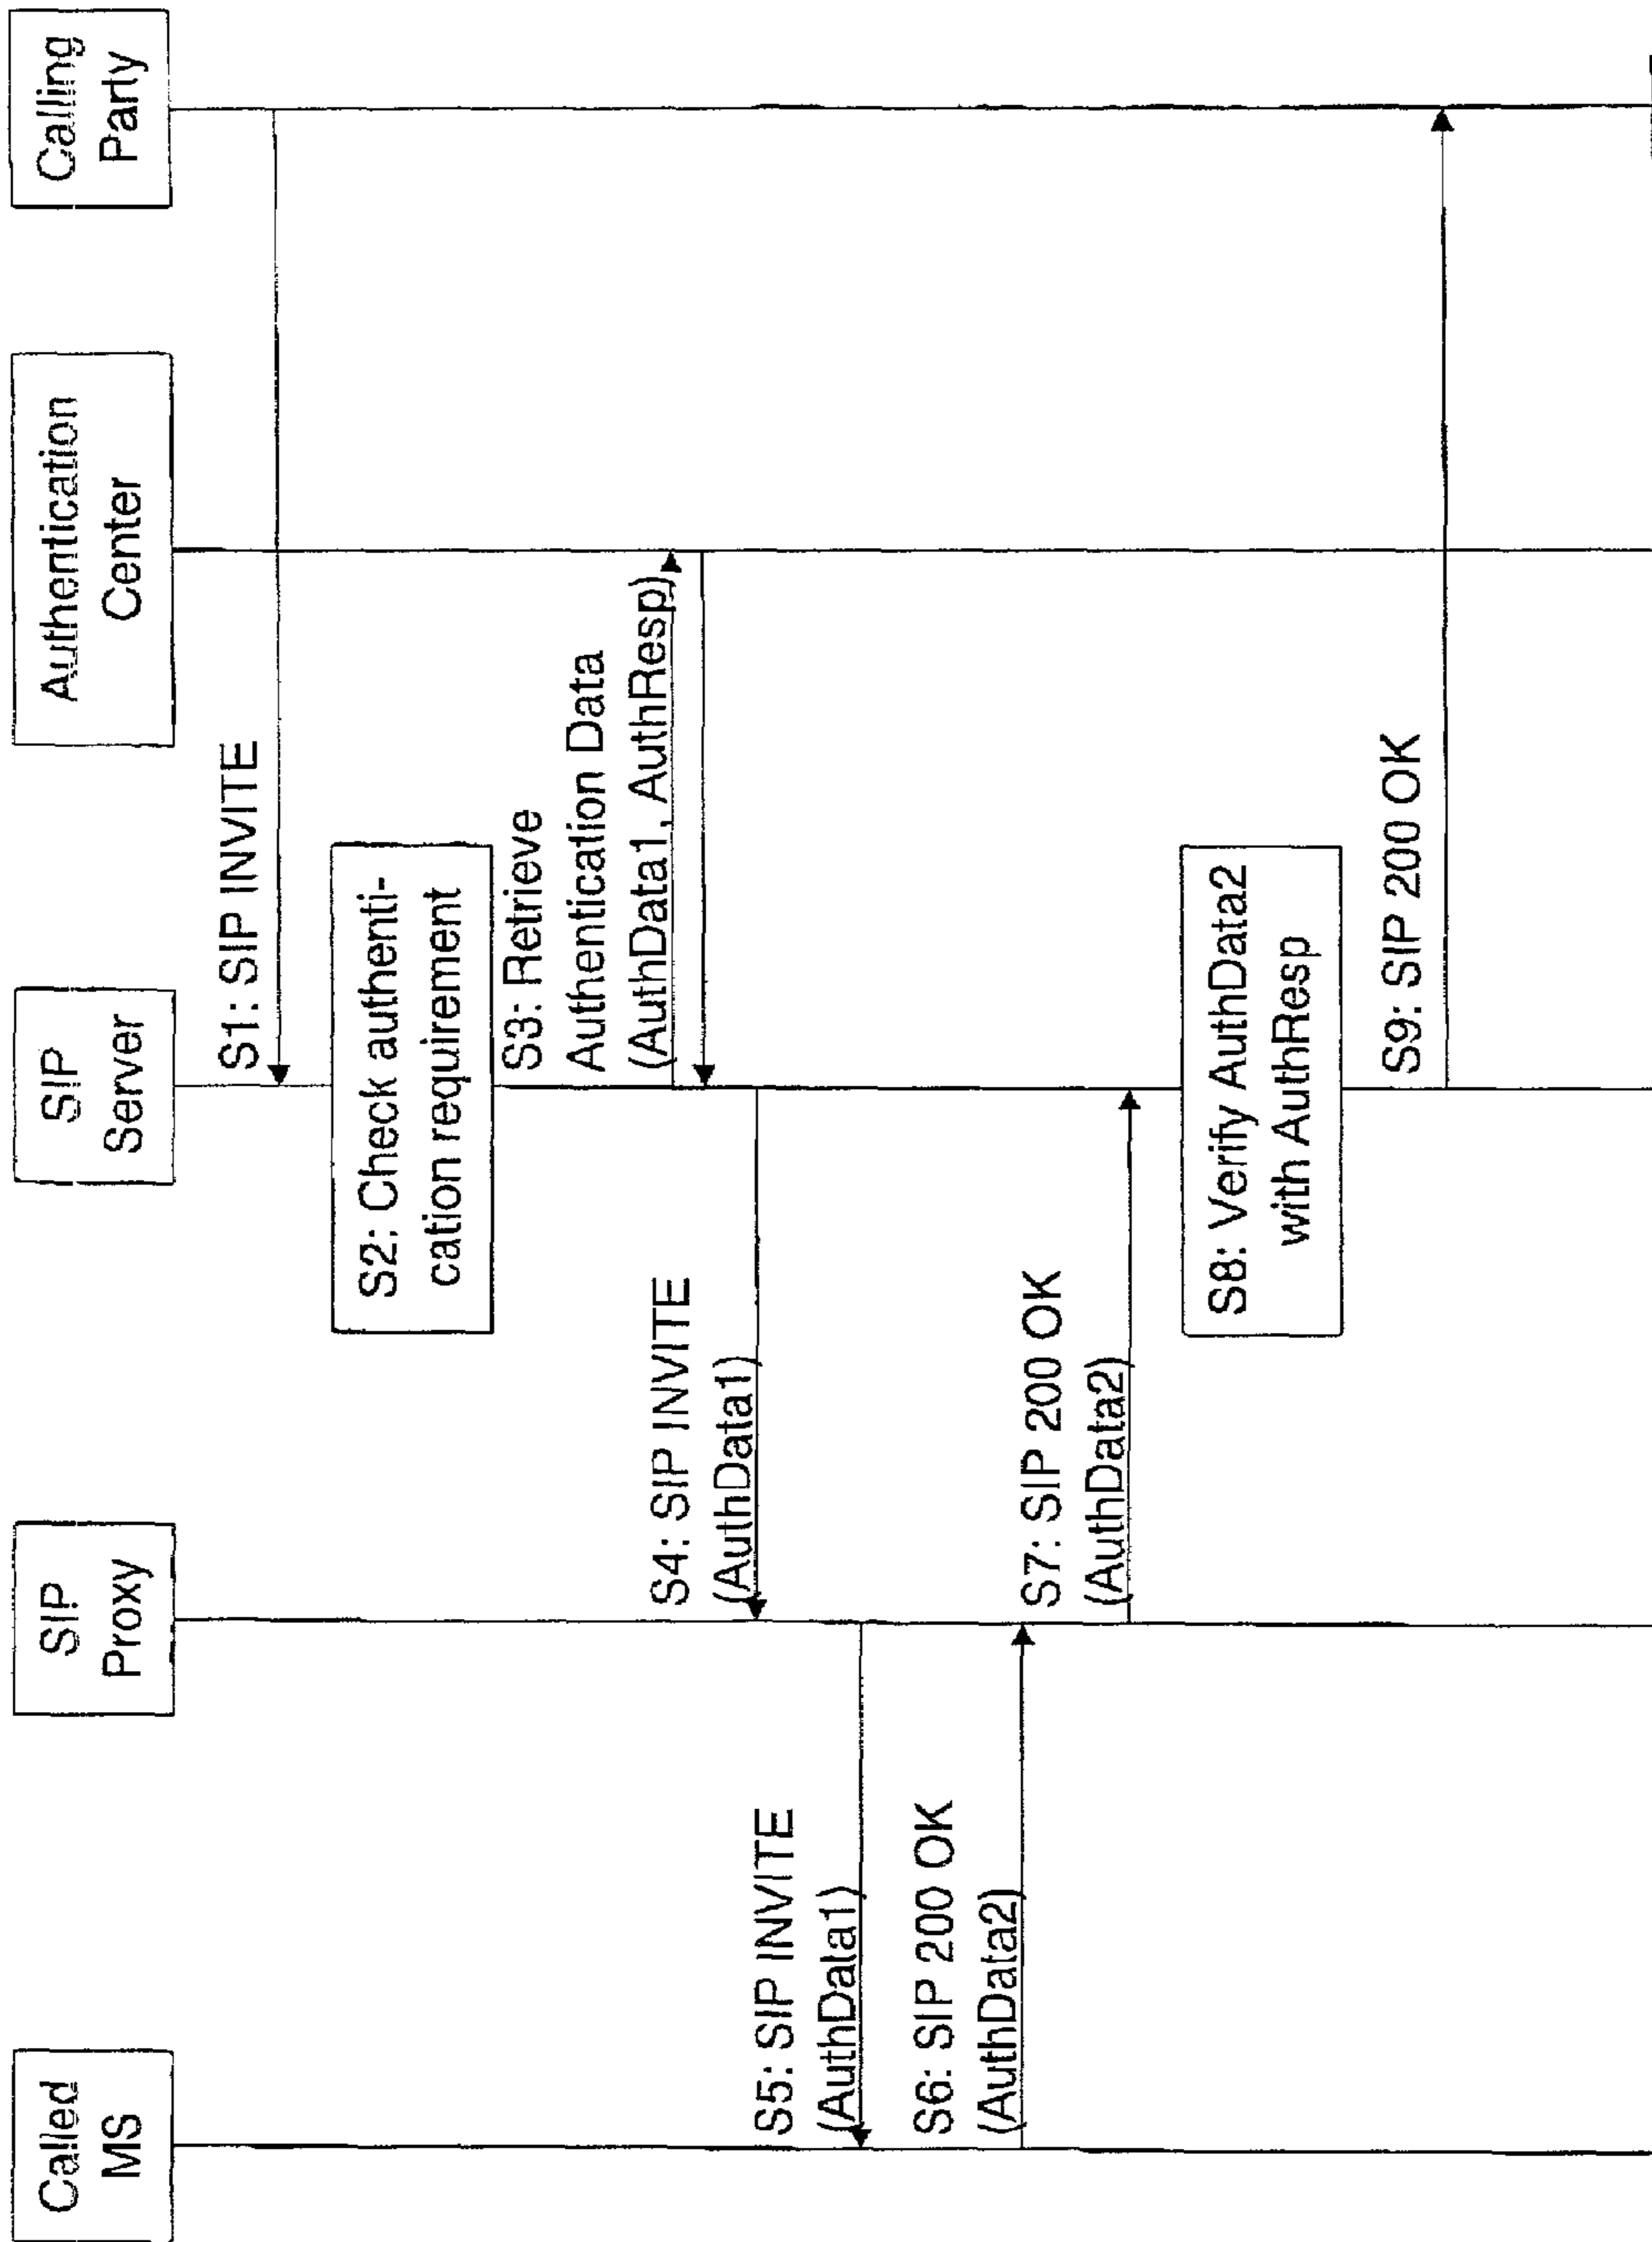 Called
MS
SIP
Proxy
SIP
Server
Authentication
Center
Calling
Party
S1: SIP INVITE
S2: Check authenti-
cation requirement
S3: Retrieve
Authentication Data
(AuthData1, AuthResp)
S4: SIP INVITE
(AuthData1)
S5: SIP INVITE
(AuthData1)
S6: SIP 200 OK
(AuthData2)
S7: SIP 200 OK
(AuthData2)
S8: Verify AuthData2
with AuthResp
S9: SIP 200 OK